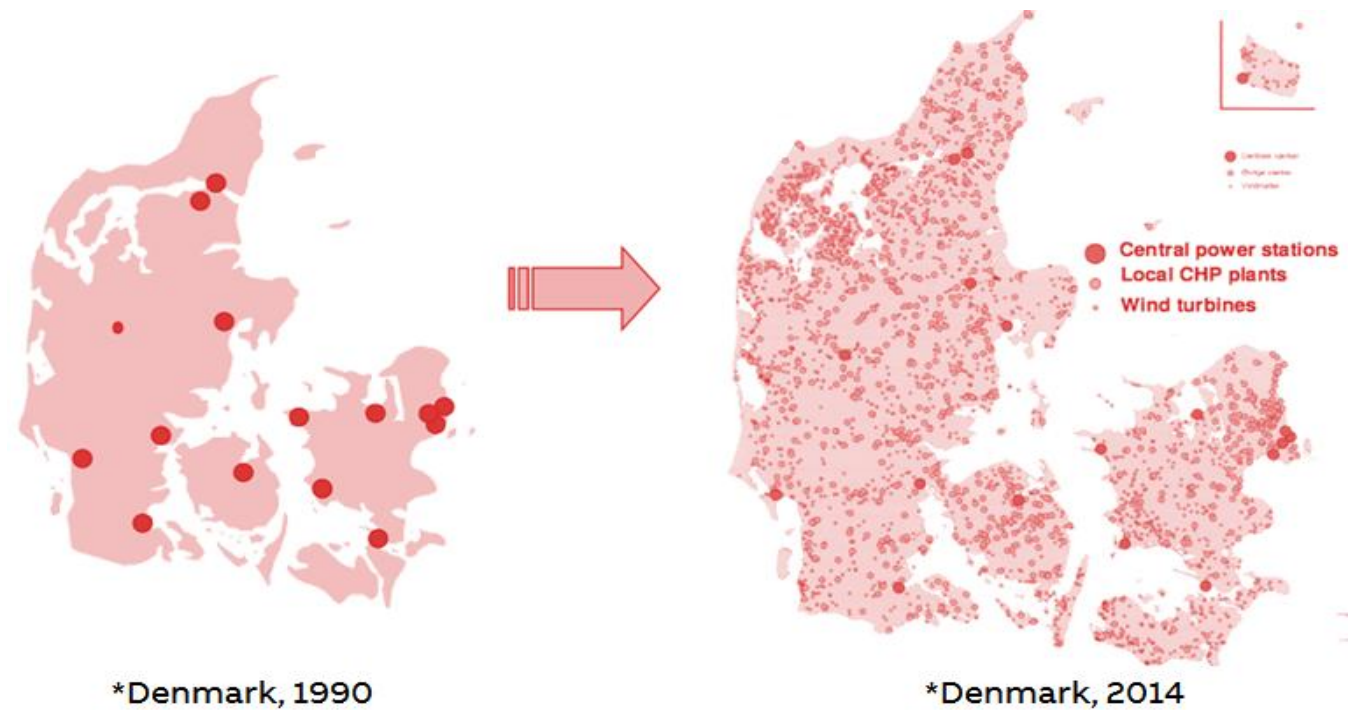 Central power stations
Local CHP plants
Wind turbines
*Denmark, 1990
*Denmark, 2014